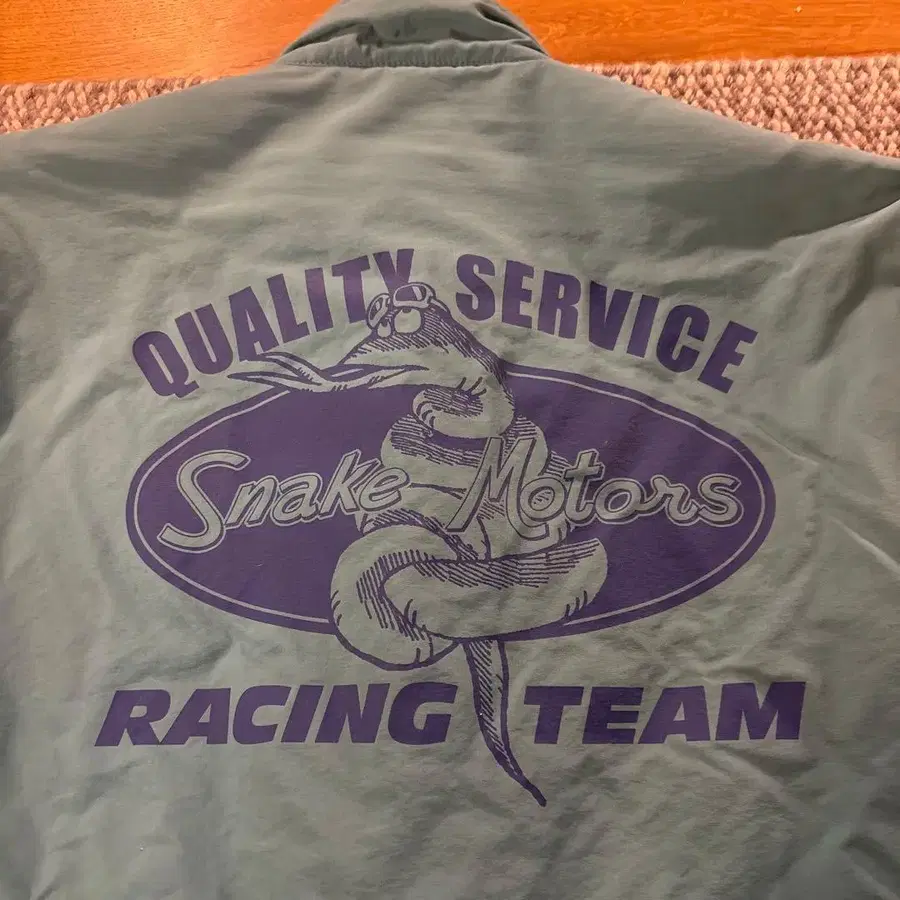 QUALITY SERVICE
Snake Motors
RACING TEAM